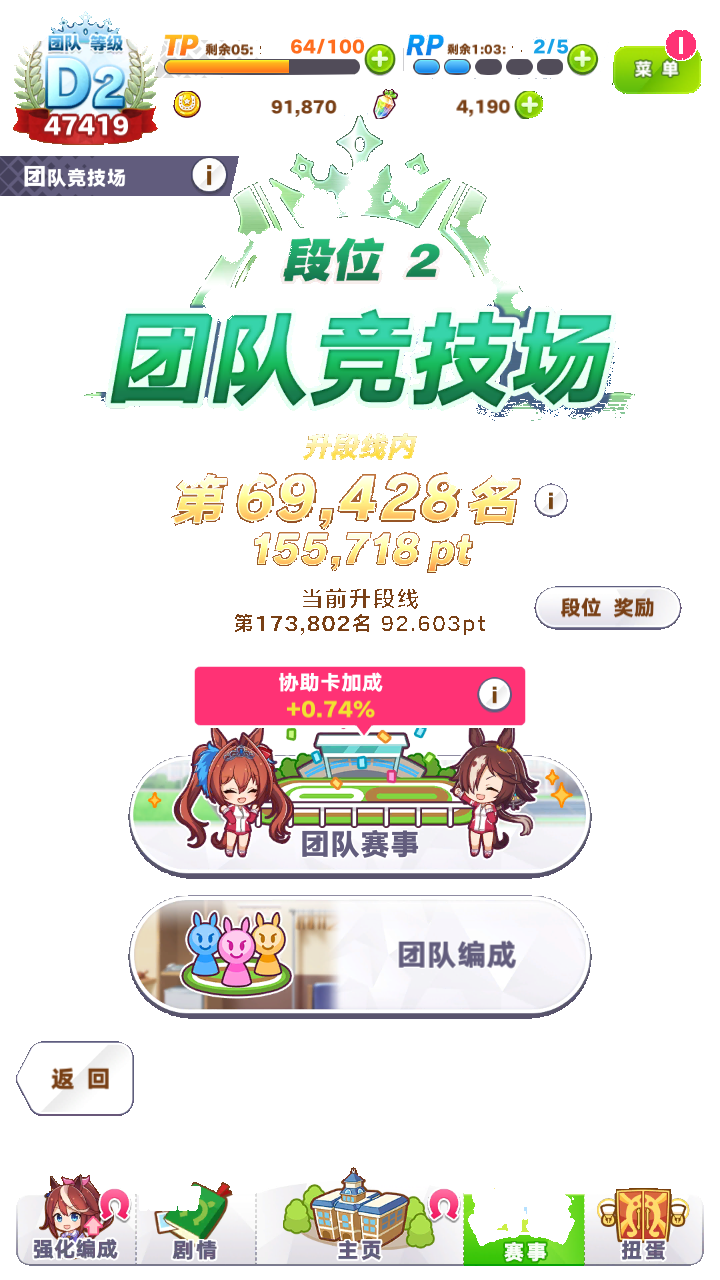 团队 等级
D2
47419
TP 剩余05: 64/100
RP 剩余1:03: 2/5
菜单
91,870
4,190
团队竞技场
段位 2
团队竞技场
升段线内
第69,428名
155,718 pt
当前升段线
第173,802名 92.603pt
段位 奖励
协助卡加成
+0.74%
团队赛事
团队编成
返回
强化编成
剧情
主页
赛事
扭蛋